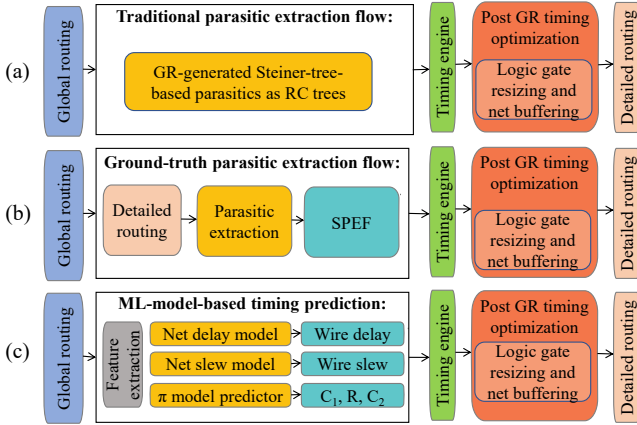 (a)
Global routing
Traditional parasitic extraction flow:
GR-generated Steiner-tree-
based parasitics as RC trees
Timing engine
Post GR timing
optimization
Logic gate
resizing and
net buffering
Detailed routing
(b)
Global routing
Ground-truth parasitic extraction flow:
Detailed
routing
Parasitic
extraction
SPEF
Timing engine
Post GR timing
optimization
Logic gate
resizing and
net buffering
Detailed routing
(c)
Global routing
ML-model-based timing prediction:
Feature
extraction
Net delay model
Wire delay
Net slew model
Wire slew
π model predictor
C₁, R, C₂
Timing engine
Post GR timing
optimization
Logic gate
resizing and
net buffering
Detailed routing